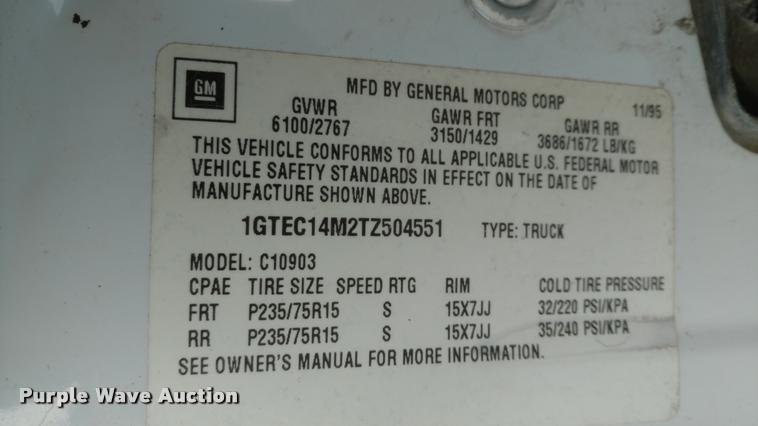 GM
MFD BY GENERAL MOTORS CORP 11/95
GVWR GAWR FRT GAWR RR
6100/2767 3150/1429 3686/1672 LB/KG
THIS VEHICLE CONFORMS TO ALL APPLICABLE U.S. FEDERAL MOTOR
VEHICLE SAFETY STANDARDS IN EFFECT ON THE DATE OF
MANUFACTURE SHOWN ABOVE.
1GTEC14M2TZ504551 TYPE: TRUCK
MODEL: C10903
CPAE TIRE SIZE SPEED RTG RIM COLD TIRE PRESSURE
FRT P235/75R15 S 15X7JJ 32/220 PSI/KPA
RR P235/75R15 S 15X7JJ 35/240 PSI/KPA
SEE OWNER'S MANUAL FOR MORE INFORMATION.
Purple Wave Auction